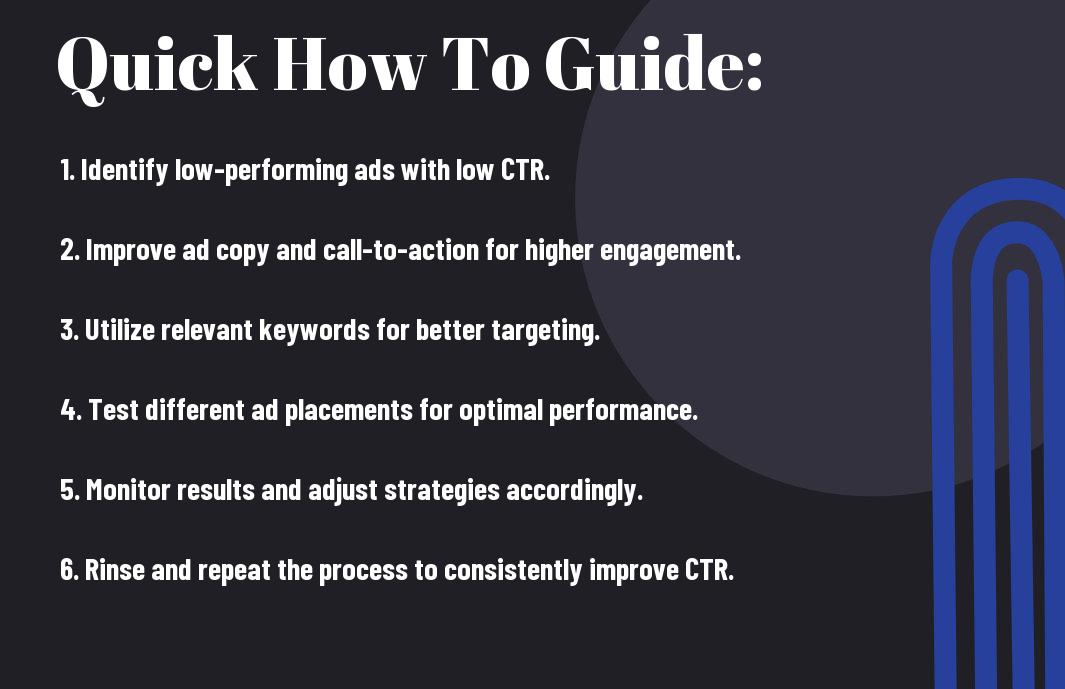 Quick How To Guide:
1. Identify low-performing ads with low CTR.
2. Improve ad copy and call-to-action for higher engagement.
3. Utilize relevant keywords for better targeting.
4. Test different ad placements for optimal performance.
5. Monitor results and adjust strategies accordingly.
6. Rinse and repeat the process to consistently improve CTR.